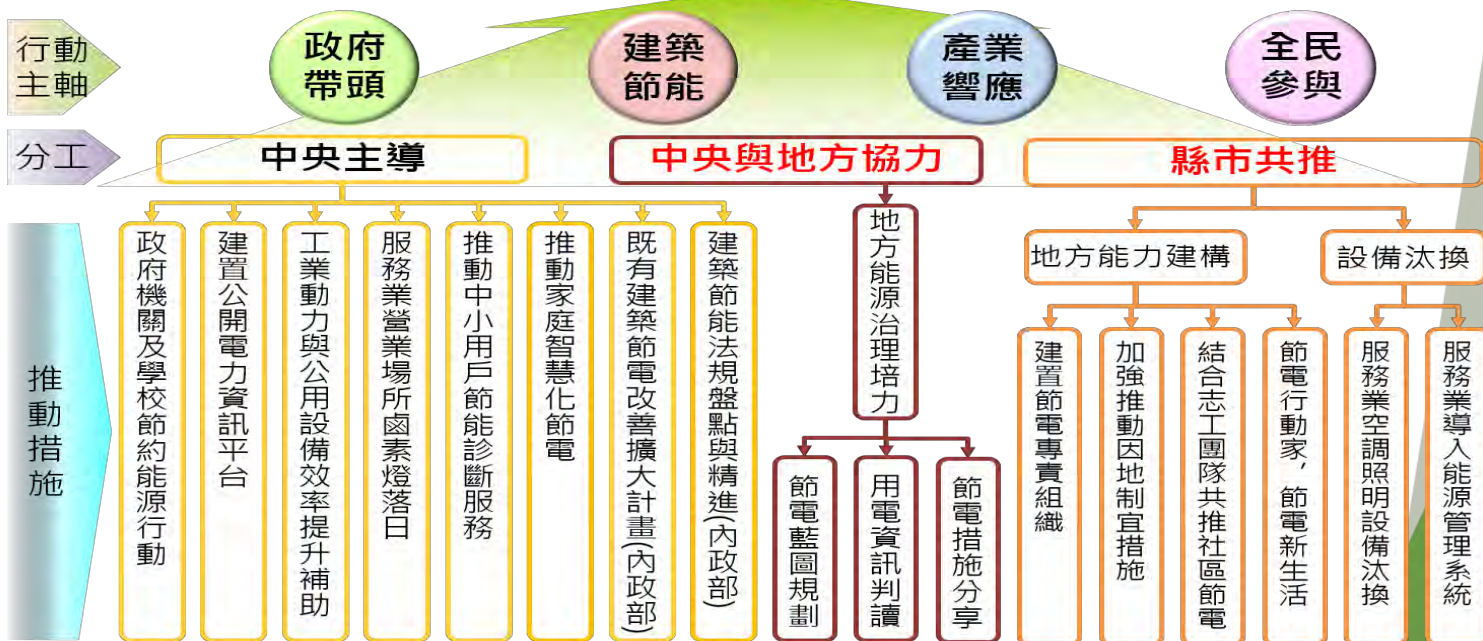 行動
主軸
政府
帶頭
建築
節能
產業
響應
全民
參與
分工
中央主導
中央與地方協力
縣市共推
推動措施
政府機關及學校節約能源行動
建置公開電力資訊平台
工業動力與公用設備效率提升補助
服務業營業場所鹵素燈落日
推動中小用戶節能診斷服務
推動家庭智慧化節電
既有建築節電改善擴大計畫(內政部)
建築節能法規盤點與精進(內政部)
地方能源治理培力
節電藍圖規劃
用電資訊判讀
節電措施分享
地方能力建構
設備汰換
建置節電專責組織
加強推動因地制宜措施
結合志工團隊共推社區節電
節電行動家，節電新生活
服務業空調照明設備汰換
服務業導入能源管理系統